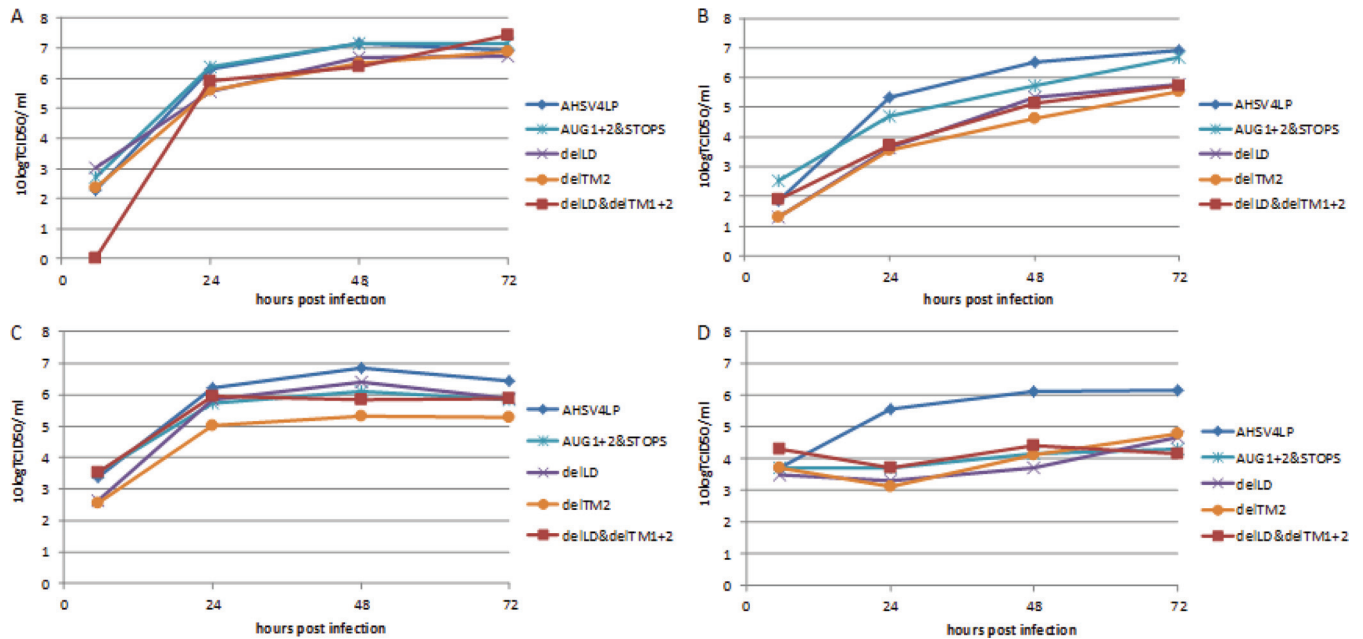 A
8
7
6
5
4
3
2
1
0
0 24 48 72
10logTCID50/ml
hours post infection
AHSV4LP
AUG1+2&STOPS
delLD
delTM2
delLD&delTM1+2
B
8
7
6
5
4
3
2
1
0
0 24 48 72
10logTCID50/ml
hours post infection
AHSV4LP
AUG1+2&STOPS
delLD
delTM2
delLD&delTM1+2
C
8
7
6
5
4
3
2
1
0
0 24 48 72
10logTCID50/ml
hours post infection
AHSV4LP
AUG1+2&STOPS
delLD
delTM2
delLD&delTM1+2
D
8
7
6
5
4
3
2
1
0
0 24 48 72
10logTCID50/ml
hours post infection
AHSV4LP
AUG1+2&STOPS
delLD
delTM2
delLD&delTM1+2